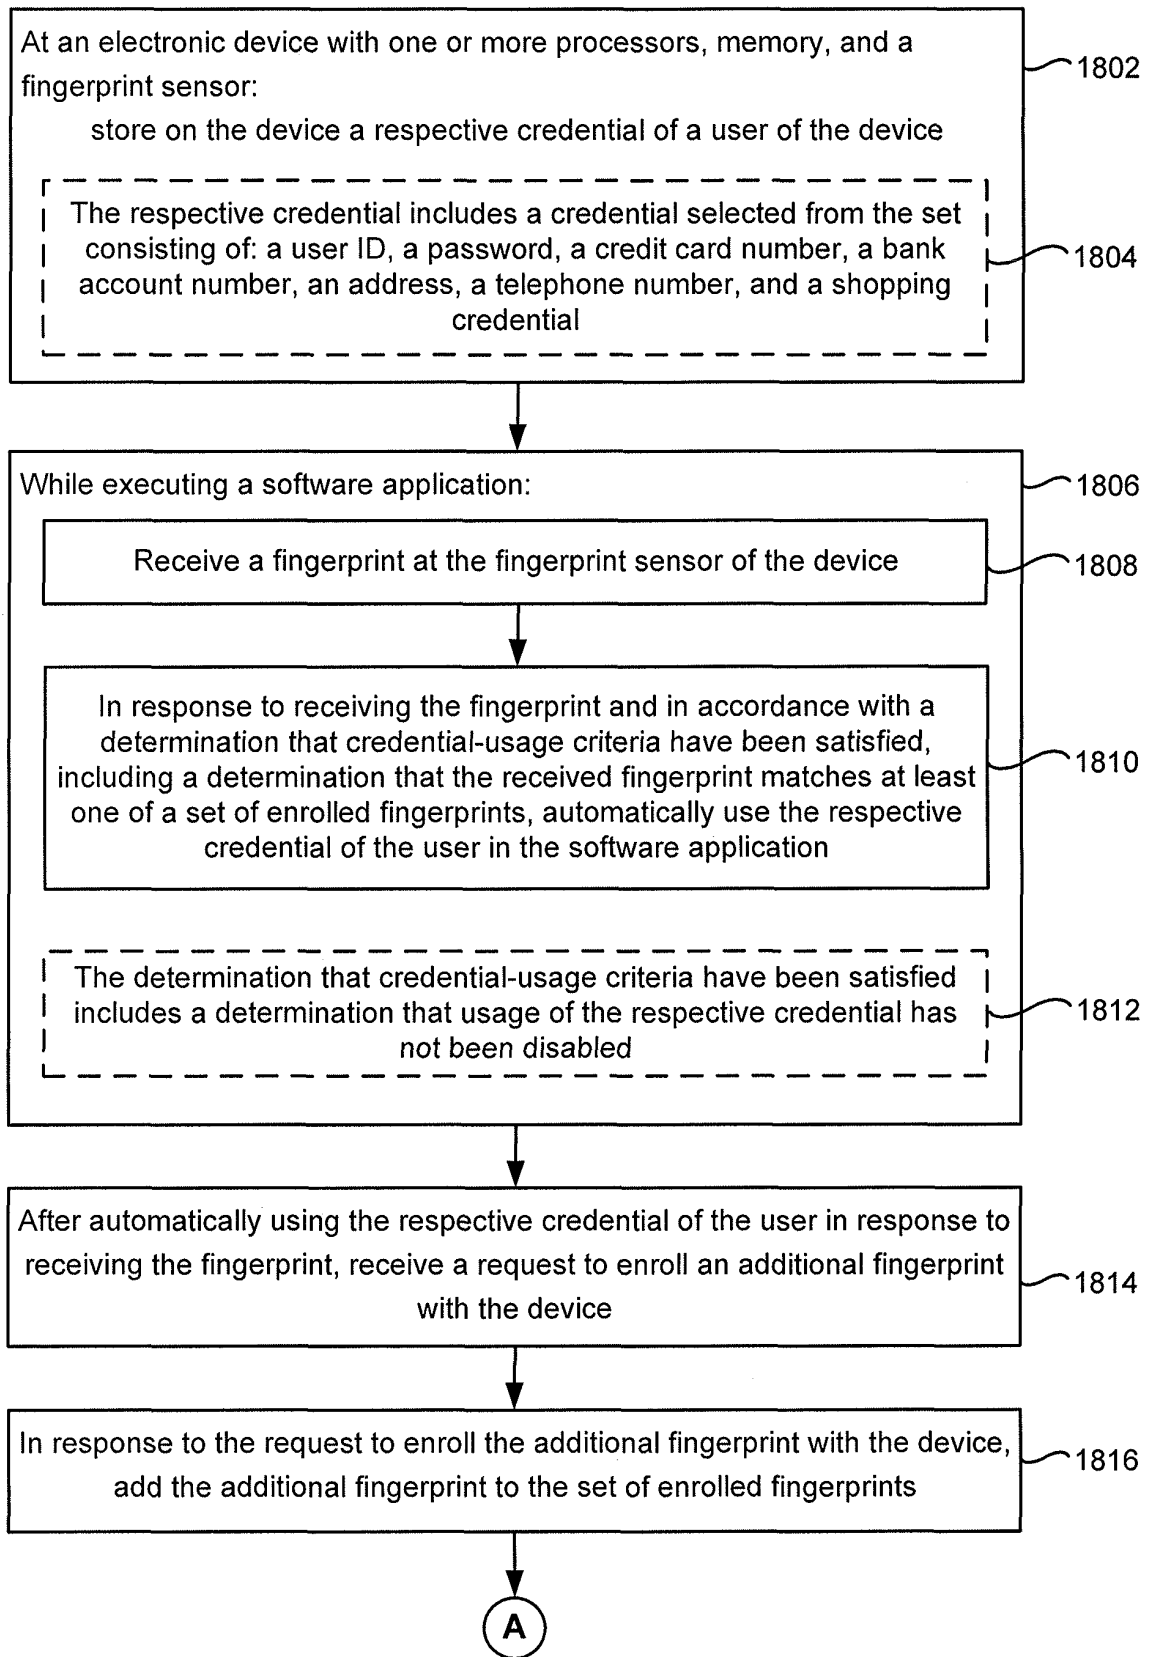 At an electronic device with one or more processors, memory, and a
fingerprint sensor:
store on the device a respective credential of a user of the device
1802
The respective credential includes a credential selected from the set
consisting of: a user ID, a password, a credit card number, a bank
account number, an address, a telephone number, and a shopping
credential
1804
While executing a software application:
1806
Receive a fingerprint at the fingerprint sensor of the device
1808
In response to receiving the fingerprint and in accordance with a
determination that credential-usage criteria have been satisfied,
including a determination that the received fingerprint matches at least
one of a set of enrolled fingerprints, automatically use the respective
credential of the user in the software application
1810
The determination that credential-usage criteria have been satisfied
includes a determination that usage of the respective credential has
not been disabled
1812
After automatically using the respective credential of the user in response to
receiving the fingerprint, receive a request to enroll an additional fingerprint
with the device
1814
In response to the request to enroll the additional fingerprint with the device,
add the additional fingerprint to the set of enrolled fingerprints
1816
A